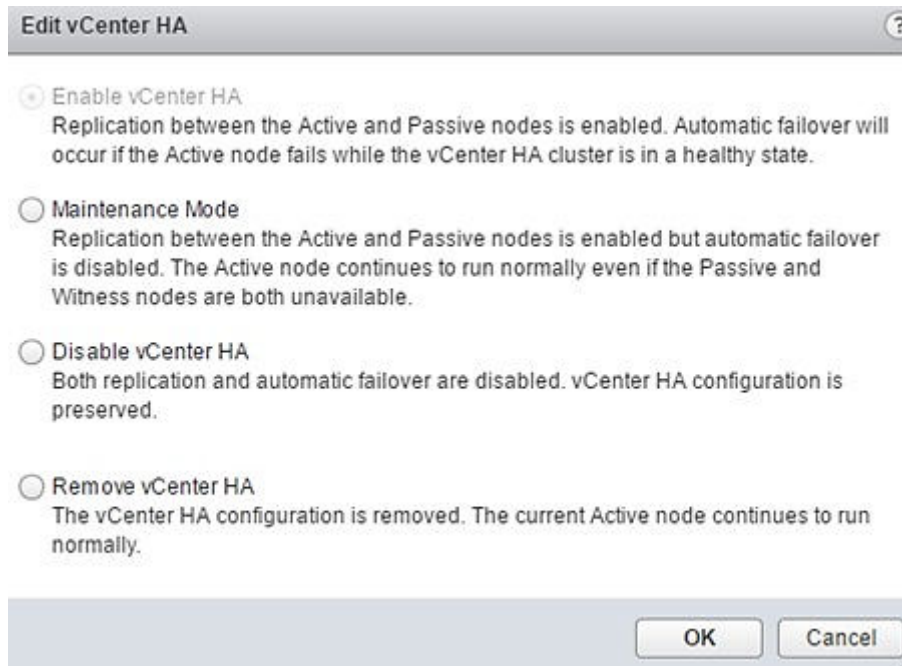 Edit vCenter HA
?
Enable vCenter HA
Replication between the Active and Passive nodes is enabled. Automatic failover will
occur if the Active node fails while the vCenter HA cluster is in a healthy state.
Maintenance Mode
Replication between the Active and Passive nodes is enabled but automatic failover
is disabled. The Active node continues to run normally even if the Passive and
Witness nodes are both unavailable.
Disable vCenter HA
Both replication and automatic failover are disabled. vCenter HA configuration is
preserved.
Remove vCenter HA
The vCenter HA configuration is removed. The current Active node continues to run
normally.
OK Cancel